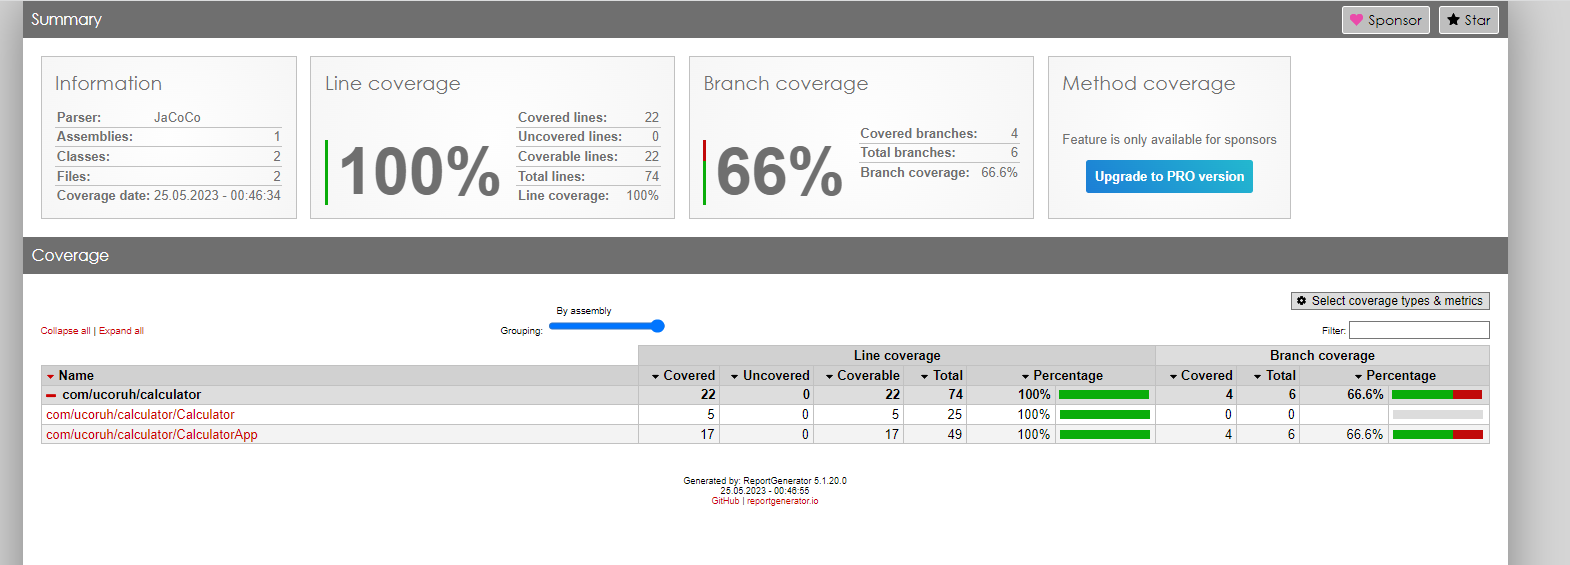 Summary
Sponsor
Star
Information
Parser: JaCoCo
Assemblies: 1
Classes: 2
Files: 2
Coverage date: 25.05.2023 - 00:46:34
Line coverage
100%
Covered lines: 22
Uncovered lines: 0
Coverable lines: 22
Total lines: 74
Line coverage: 100%
Branch coverage
66%
Covered branches: 4
Total branches: 6
Branch coverage: 66.6%
Method coverage
Feature is only available for sponsors
Upgrade to PRO version
Coverage
Select coverage types & metrics
Collapse all | Expand all
By assembly
Grouping:
Filter:
Line coverage Branch coverage
Name Covered Uncovered Coverable Total Percentage Covered Total Percentage
com/ucoruh/calculator 22 0 22 74 100% 4 6 66.6%
com/ucoruh/calculator/Calculator 5 0 5 25 100% 0 0
com/ucoruh/calculator/CalculatorApp 17 0 17 49 100% 4 6 66.6%
Generated by: ReportGenerator 5.1.20.0
25.05.2023 - 00:46:55
GitHub | reportgenerator.io